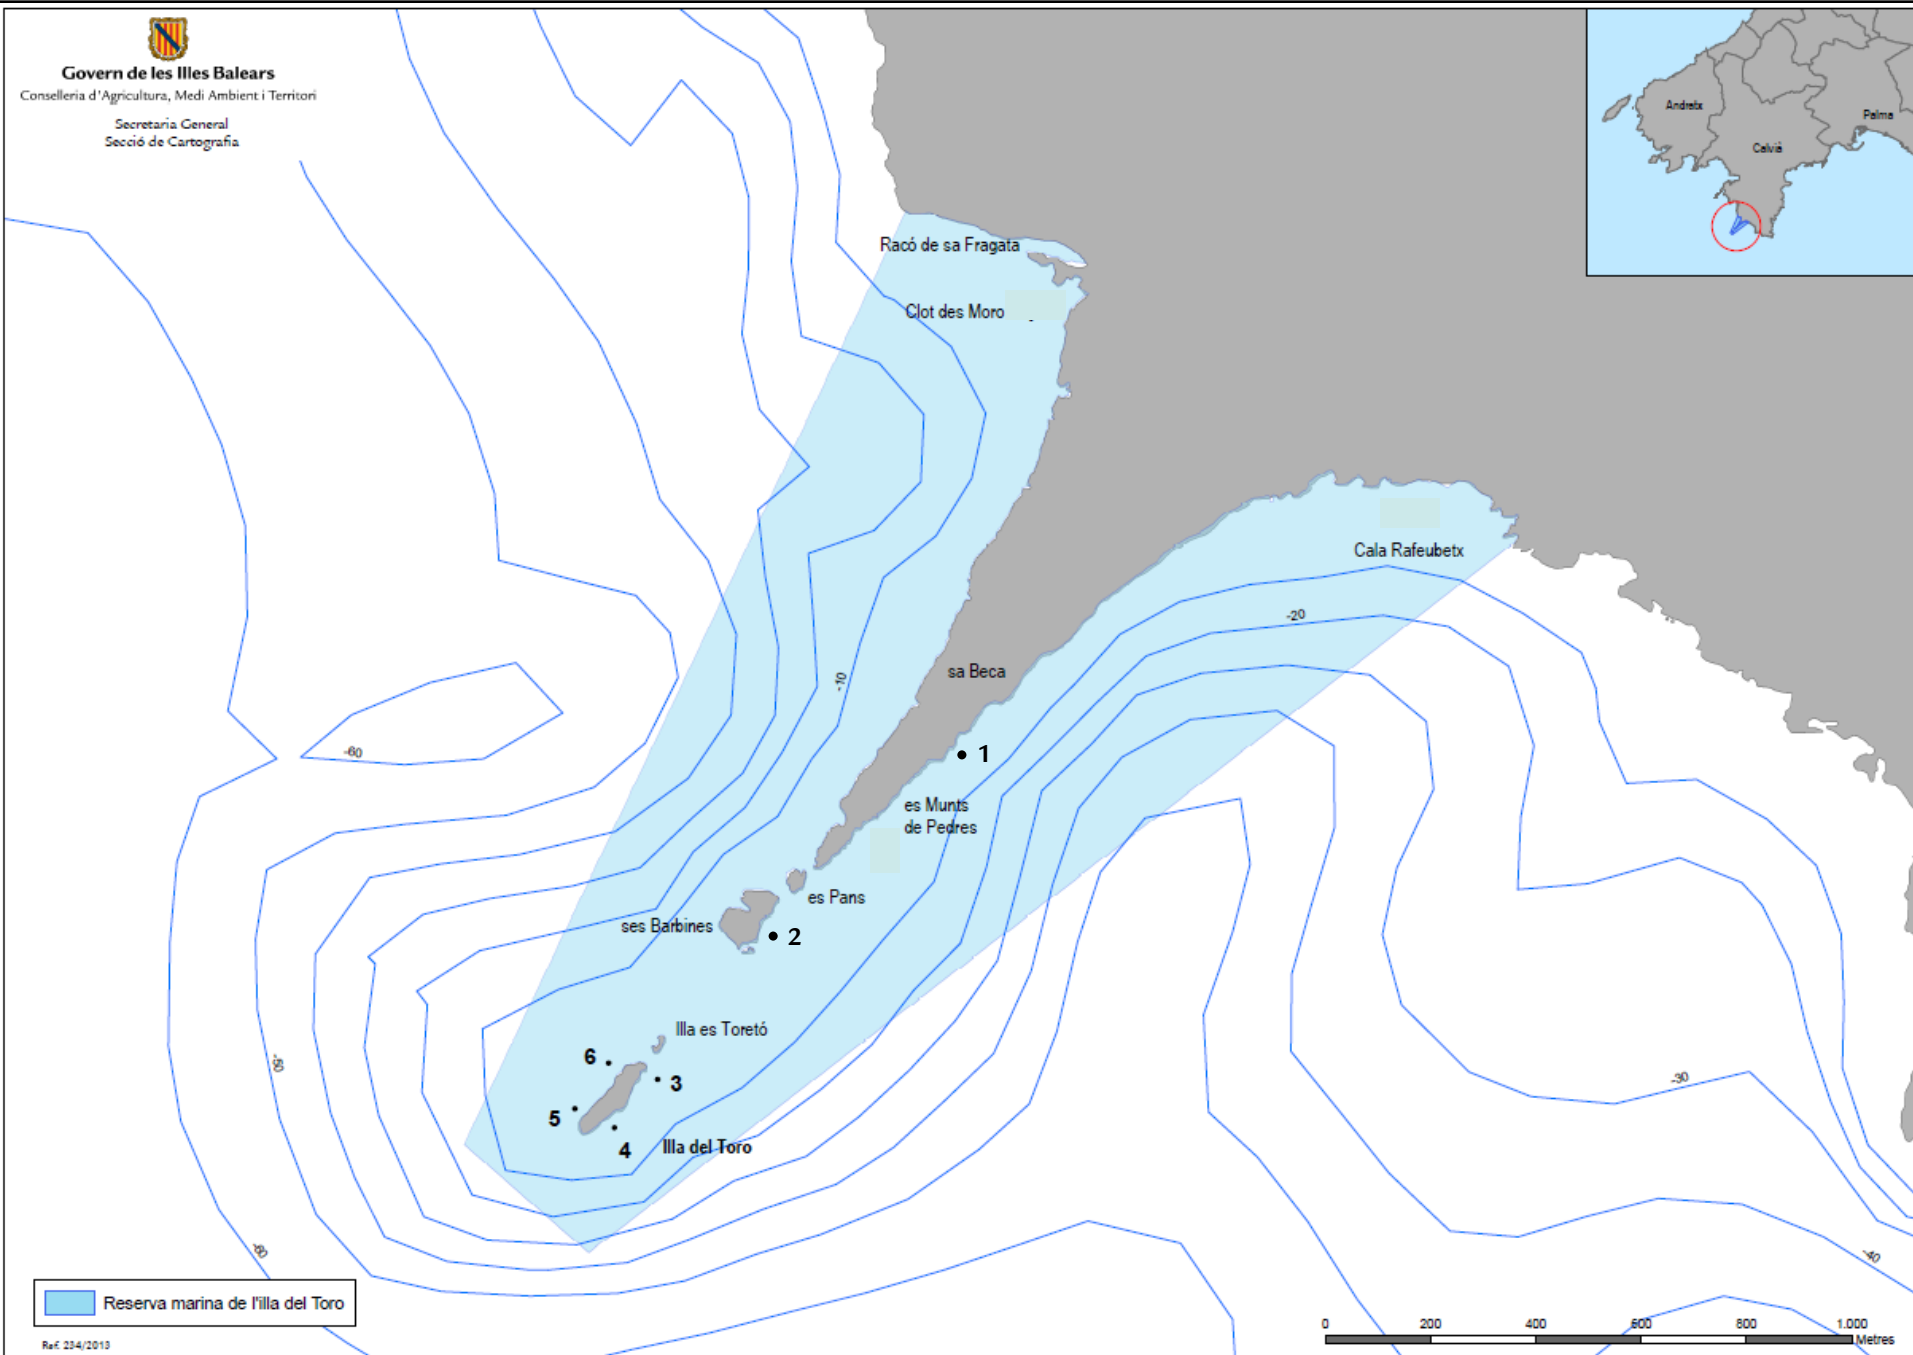 Govern de les Illes Balears
Conselleria d'Agricultura, Medi Ambient i Territori
Secretaria General
Secció de Cartografia
Andratx
Palma
Calvià
Racó de sa Fragata
Clot des Moro
Cala Rafeubetx
-20
sa Beca
-10
-60
1
es Munts
de Pedres
es Pans
ses Barbines
2
Illa es Toretó
6
3
-50
5
4
Illa del Toro
-30
-60
-40
Reserva marina de l'illa del Toro
0 200 400 600 800 1.000
Metres
Ref. 234/2013